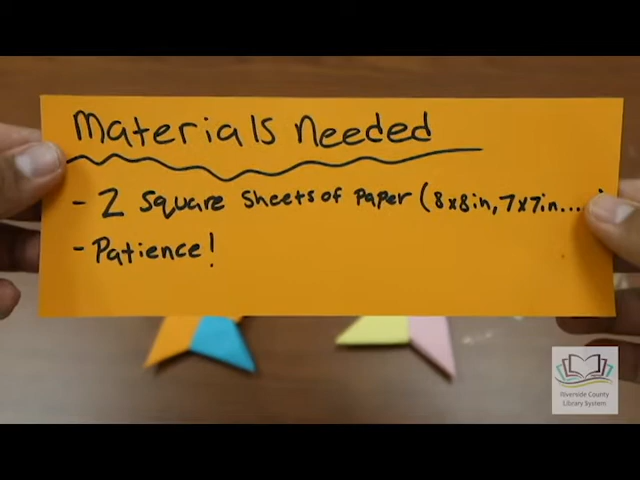 Materials Needed
- 2 Square Sheets of Paper (8x8in, 7x7in....)
- Patience!
Riverside County
Library System